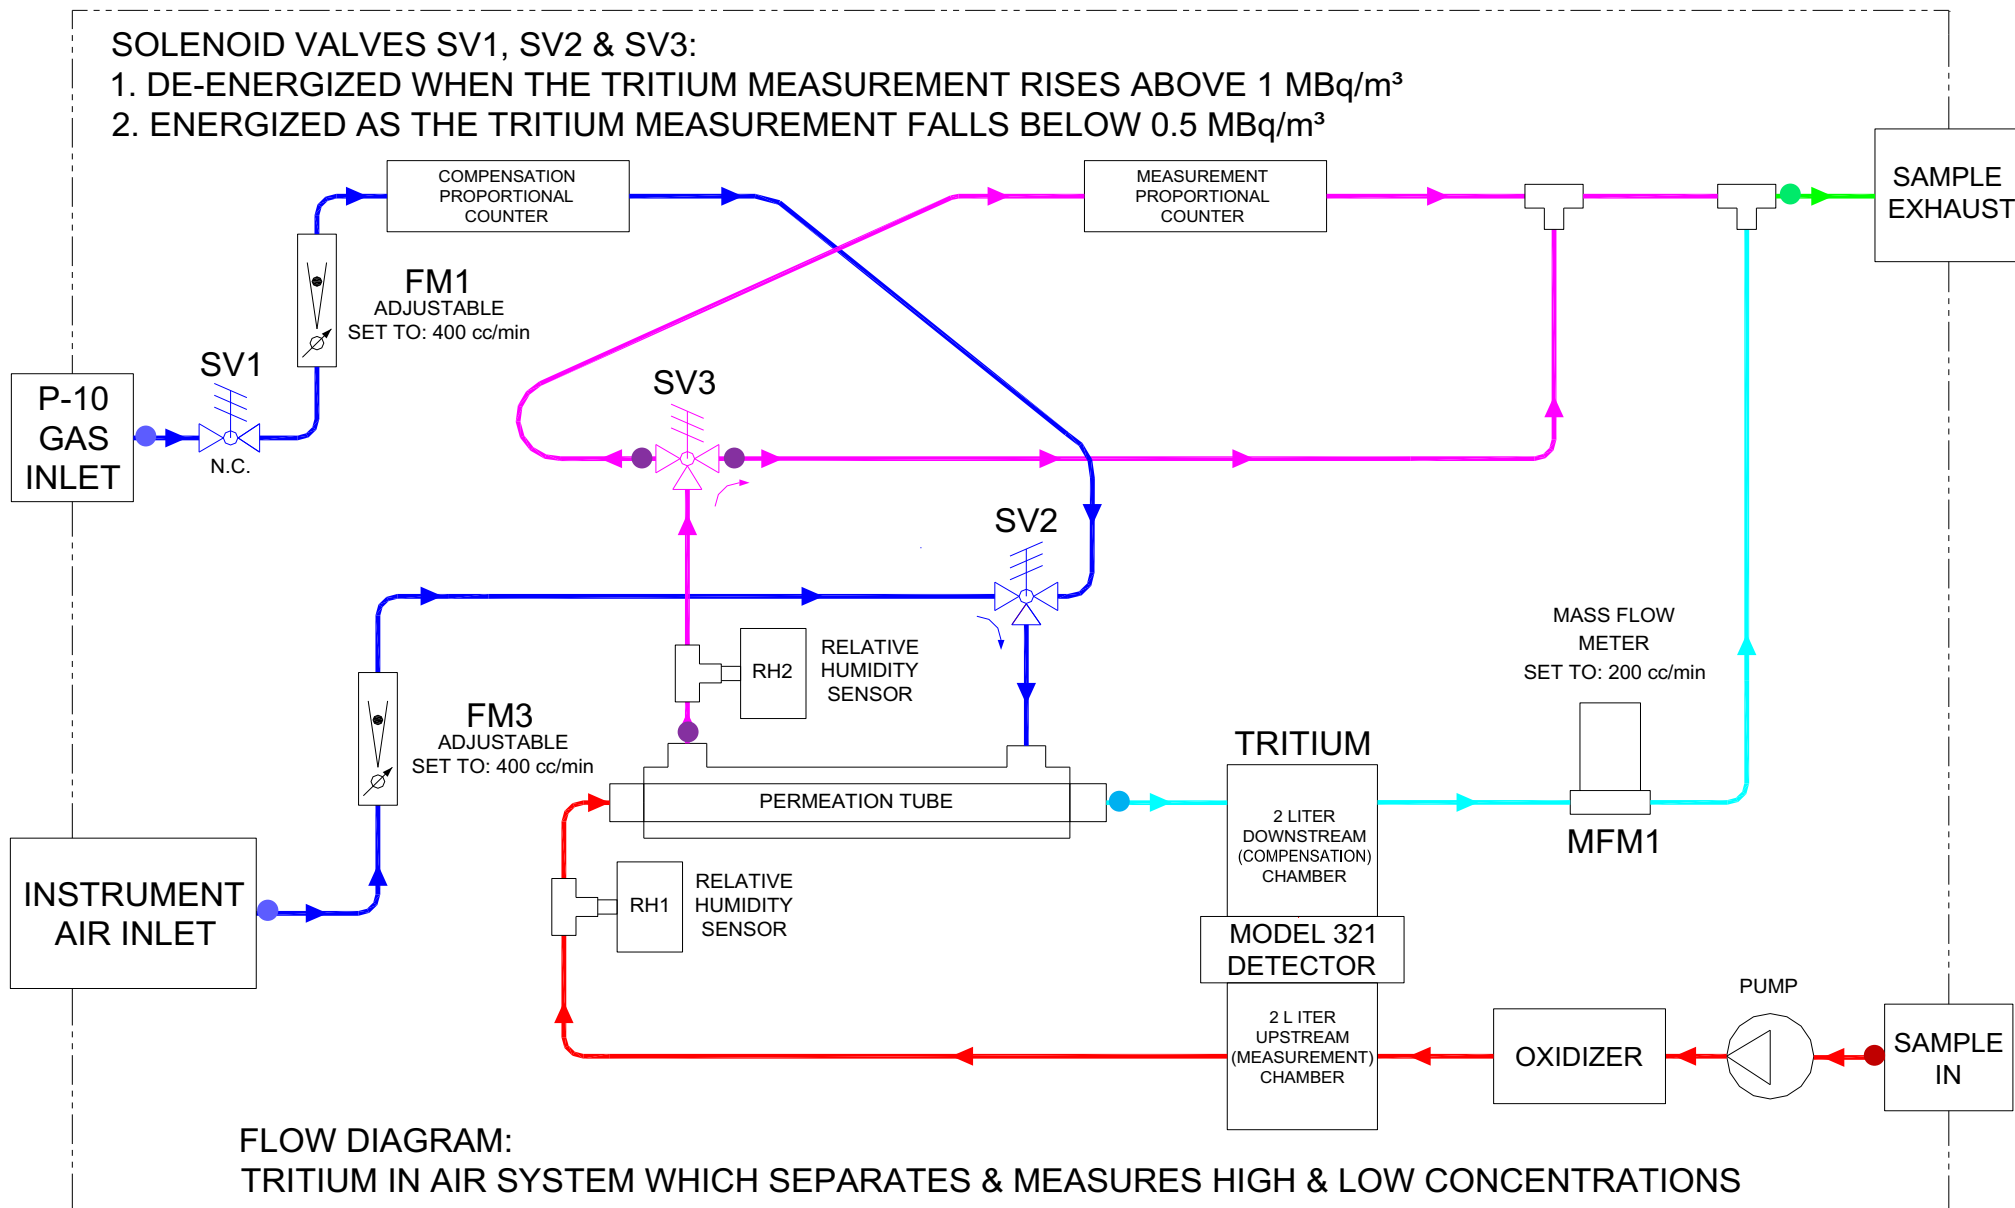 SOLENOID VALVES SV1, SV2 & SV3:
1. DE-ENERGIZED WHEN THE TRITIUM MEASUREMENT RISES ABOVE 1 MBq/m³
2. ENERGIZED AS THE TRITIUM MEASUREMENT FALLS BELOW 0.5 MBq/m³
COMPENSATION
PROPORTIONAL
COUNTER
MEASUREMENT
PROPORTIONAL
COUNTER
SAMPLE
EXHAUST
FM1
ADJUSTABLE
SET TO: 400 cc/min
SV1
N.C.
P-10
GAS
INLET
SV3
SV2
RH2
RELATIVE
HUMIDITY
SENSOR
MASS FLOW
METER
SET TO: 200 cc/min
MFM1
FM3
ADJUSTABLE
SET TO: 400 cc/min
PERMEATION TUBE
TRITIUM
2 LITER
DOWNSTREAM
(COMPENSATION)
CHAMBER
MODEL 321
DETECTOR
2 L ITER
UPSTREAM
(MEASUREMENT)
CHAMBER
INSTRUMENT
AIR INLET
RH1
RELATIVE
HUMIDITY
SENSOR
OXIDIZER
PUMP
SAMPLE
IN
FLOW DIAGRAM:
TRITIUM IN AIR SYSTEM WHICH SEPARATES & MEASURES HIGH & LOW CONCENTRATIONS